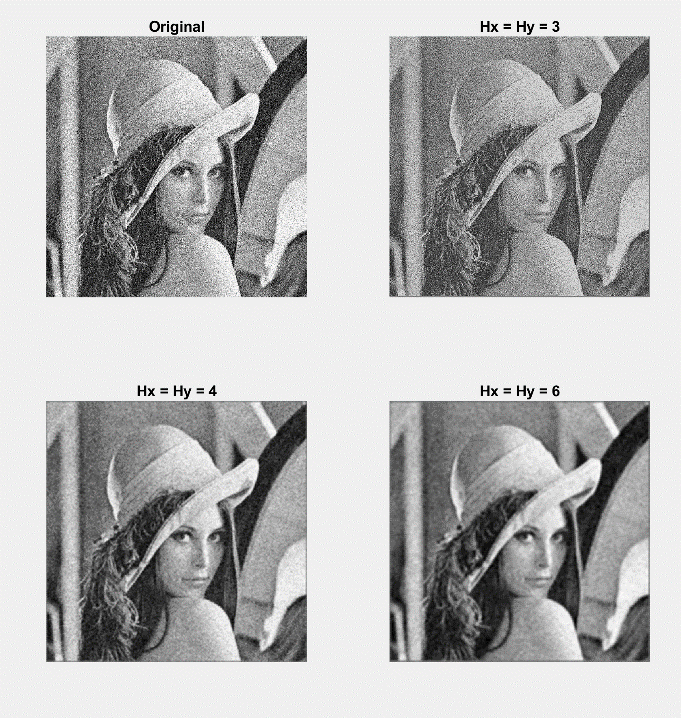 Original
Hx = Hy = 3
Hx = Hy = 4
Hx = Hy = 6